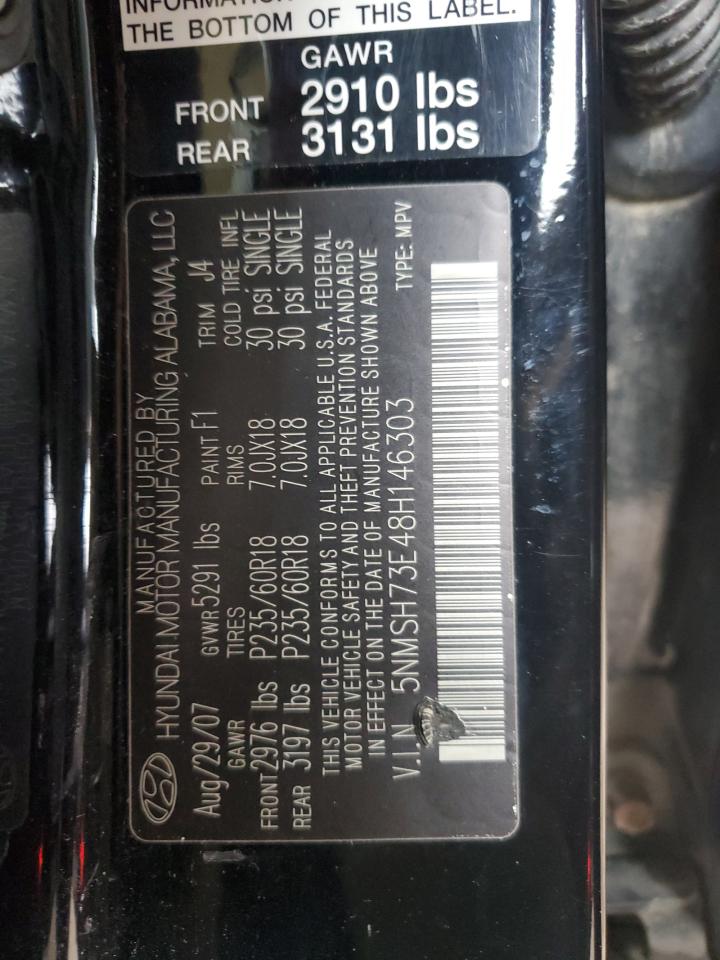 INFORMATION
THE BOTTOM OF THIS LABEL.
GAWR
FRONT 2910 lbs
REAR 3131 lbs
MANUFACTURED BY
HYUNDAI MOTOR MANUFACTURING ALABAMA, LLC
Aug/29/07 GVWR 5291 lbs PAINT F1 TRIM J4
GAWR TIRES RIMS COLD TIRE INFL
FRONT 2976 lbs P235/60R18 7.0JX18 30 psi SINGLE
REAR 3197 lbs P235/60R18 7.0JX18 30 psi SINGLE
THIS VEHICLE CONFORMS TO ALL APPLICABLE U.S.A. FEDERAL
MOTOR VEHICLE SAFETY AND THEFT PREVENTION STANDARDS
IN EFFECT ON THE DATE OF MANUFACTURE SHOWN ABOVE
V.I.N 5NMSH73E48H146303 TYPE: MPV